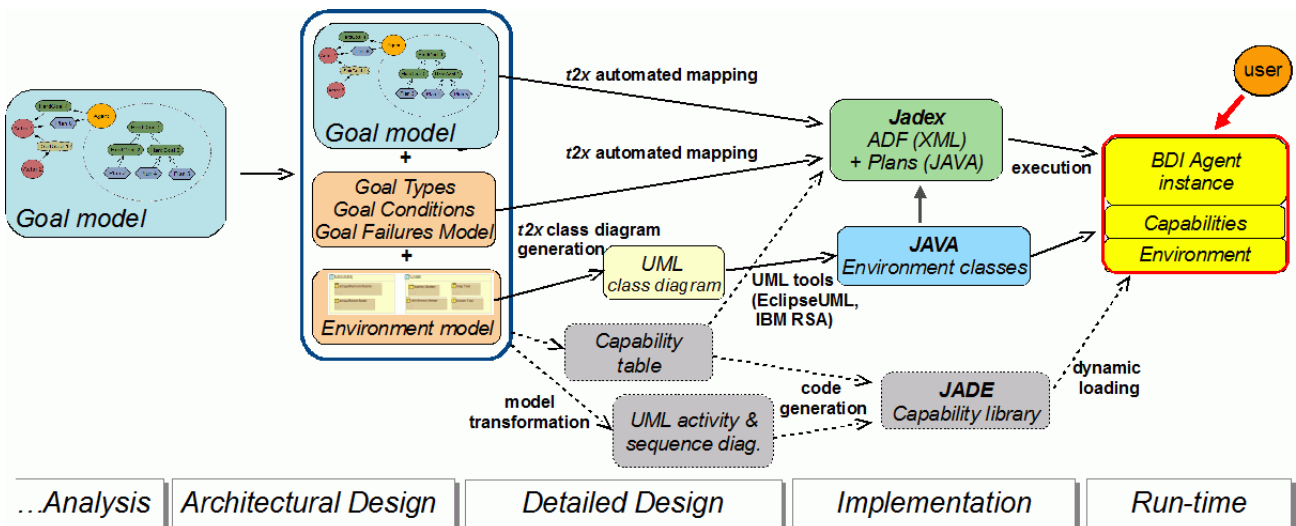 Goal model
Goal model
+
Goal Types
Goal Conditions
Goal Failures Model
+
Environment model
t2x automated mapping
t2x automated mapping
t2x class diagram
generation
UML
class diagram
UML tools
(EclipseUML,
IBM RSA)
Jadex
ADF (XML)
+ Plans (JAVA)
JAVA
Environment classes
execution
user
BDI Agent
instance
Capabilities
Environment
Capability
table
model
transformation
UML activity &
sequence diag.
code
generation
JADE
Capability library
dynamic
loading
...Analysis
Architectural Design
Detailed Design
Implementation
Run-time